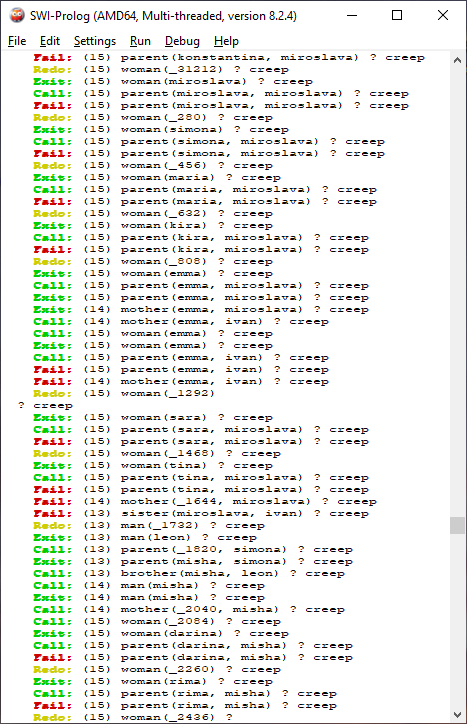 SWI-Prolog (AMD64, Multi-threaded, version 8.2.4)
File Edit Settings Run Debug Help
Fail: (15) parent(konstantina, miroslava) ? creep
Redo: (15) woman(_31212) ? creep
Exit: (15) woman(miroslava) ? creep
Call: (15) parent(miroslava, miroslava) ? creep
Fail: (15) parent(miroslava, miroslava) ? creep
Redo: (15) woman(_280) ? creep
Exit: (15) woman(simona) ? creep
Call: (15) parent(simona, miroslava) ? creep
Fail: (15) parent(simona, miroslava) ? creep
Redo: (15) woman(_456) ? creep
Exit: (15) woman(maria) ? creep
Call: (15) parent(maria, miroslava) ? creep
Fail: (15) parent(maria, miroslava) ? creep
Redo: (15) woman(_632) ? creep
Exit: (15) woman(kira) ? creep
Call: (15) parent(kira, miroslava) ? creep
Fail: (15) parent(kira, miroslava) ? creep
Redo: (15) woman(_808) ? creep
Exit: (15) woman(emma) ? creep
Call: (15) parent(emma, miroslava) ? creep
Exit: (15) parent(emma, miroslava) ? creep
Exit: (14) mother(emma, miroslava) ? creep
Call: (14) mother(emma, ivan) ? creep
Call: (15) woman(emma) ? creep
Exit: (15) woman(emma) ? creep
Call: (15) parent(emma, ivan) ? creep
Fail: (15) parent(emma, ivan) ? creep
Fail: (14) mother(emma, ivan) ? creep
Redo: (15) woman(_1292)
? creep
Exit: (15) woman(sara) ? creep
Call: (15) parent(sara, miroslava) ? creep
Fail: (15) parent(sara, miroslava) ? creep
Redo: (15) woman(_1468) ? creep
Exit: (15) woman(tina) ? creep
Call: (15) parent(tina, miroslava) ? creep
Fail: (15) parent(tina, miroslava) ? creep
Fail: (14) mother(_1644, miroslava) ? creep
Fail: (13) sister(miroslava, ivan) ? creep
Redo: (13) man(_1732) ? creep
Exit: (13) man(leon) ? creep
Call: (13) parent(_1820, simona) ? creep
Exit: (13) parent(misha, simona) ? creep
Call: (13) brother(misha, leon) ? creep
Call: (14) man(misha) ? creep
Exit: (14) man(misha) ? creep
Call: (14) mother(_2040, misha) ? creep
Call: (15) woman(_2084) ? creep
Exit: (15) woman(darina) ? creep
Call: (15) parent(darina, misha) ? creep
Fail: (15) parent(darina, misha) ? creep
Redo: (15) woman(_2260) ? creep
Exit: (15) woman(rima) ? creep
Call: (15) parent(rima, misha) ? creep
Fail: (15) parent(rima, misha) ? creep
Redo: (15) woman(_2436) ?